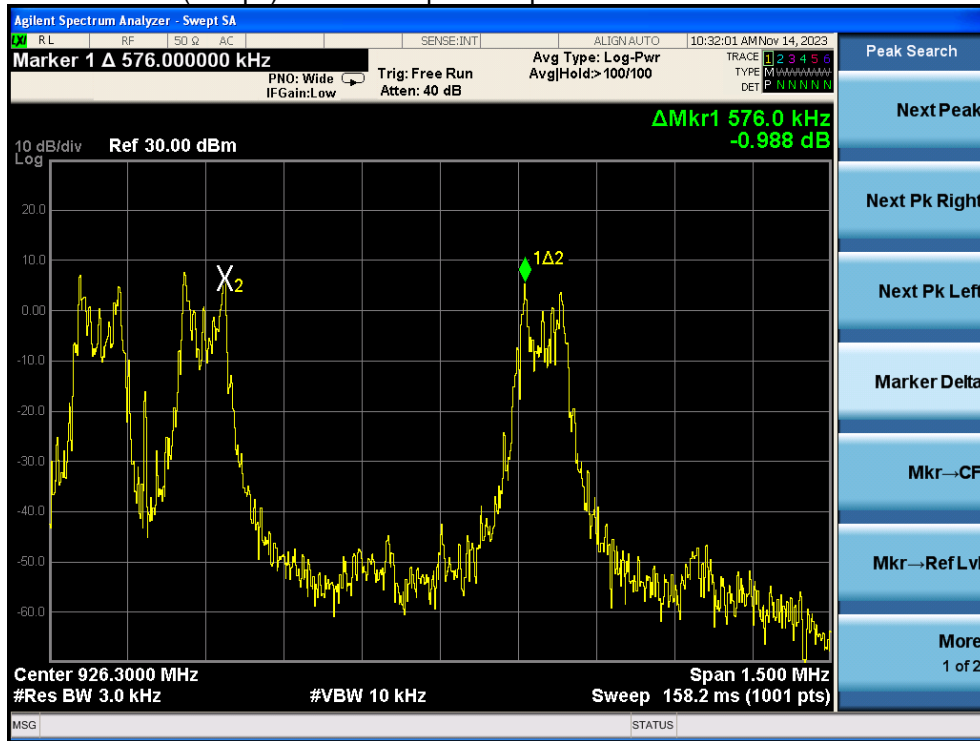 Agilent Spectrum Analyzer - Swept SA
LXI RL RF 50 Ω AC SENSE:INT ALIGN AUTO 10:32:01 AM Nov 14, 2023
Marker 1 Δ 576.000000 kHz
PNO: Wide
IFGain:Low
Trig: Free Run
Atten: 40 dB
Avg Type: Log-Pwr
Avg|Hold:>100/100
TRACE 1 2 3 4 5 6
TYPE M
DET P N N N N N
ΔMkr1 576.0 kHz
-0.988 dB
10 dB/div Ref 30.00 dBm
Log
20.0
10.0
0.00
-10.0
-20.0
-30.0
-40.0
-50.0
-60.0
X2
1Δ2
Center 926.3000 MHz Span 1.500 MHz
#Res BW 3.0 kHz #VBW 10 kHz Sweep 158.2 ms (1001 pts)
MSG STATUS
Peak Search
Next Peak
Next Pk Right
Next Pk Left
Marker Delta
Mkr→CF
Mkr→Ref Lvl
More
1 of 2